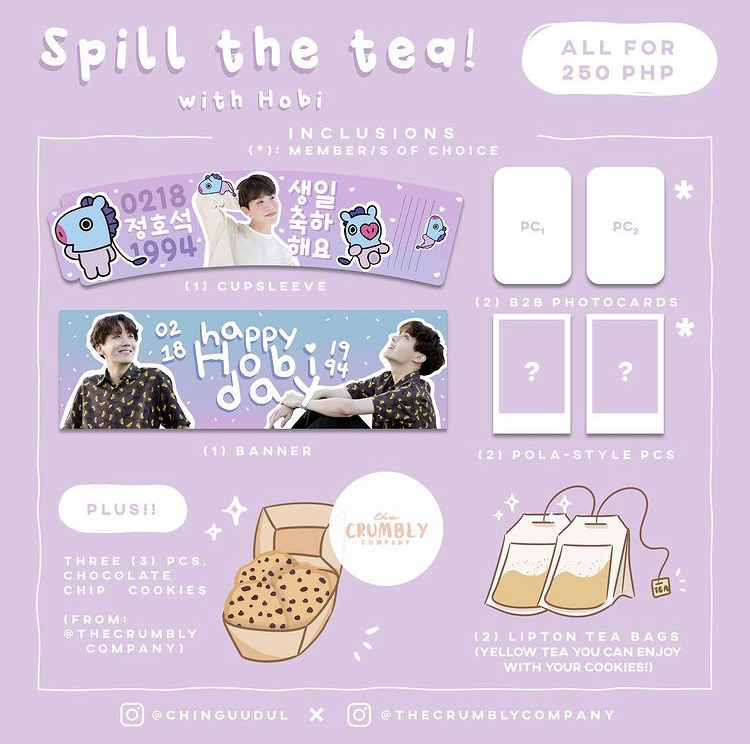 Spill the tea!
with Hobi
ALL FOR
250 PHP
INCLUSIONS
(*): MEMBER/S OF CHOICE
0218
정호석
1994
생일
축하
해요
(1) CUPSLEEVE
PC1
PC2
*
(2) B2B PHOTOCARDS
02
18
happy
Hobi
day
19
94
(1) BANNER
?
?
*
(2) POLA-STYLE PCS
PLUS!!
THREE (3) PCS.
CHOCOLATE
CHIP COOKIES
(FROM:
@THECRUMBLY
COMPANY)
the
CRUMBLY
COMPANY
TEA
(2) LIPTON TEA BAGS
(YELLOW TEA YOU CAN ENJOY
WITH YOUR COOKIES!)
@CHINGUUDUL × @THECRUMBLYCOMPANY